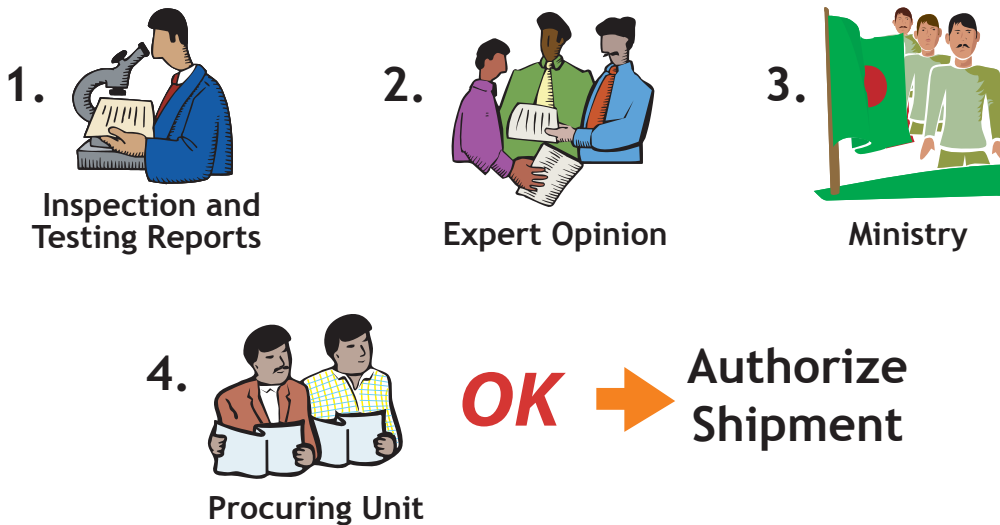 1.
Inspection and
Testing Reports
2.
Expert Opinion
3.
Ministry
4.
Procuring Unit
OK
Authorize
Shipment